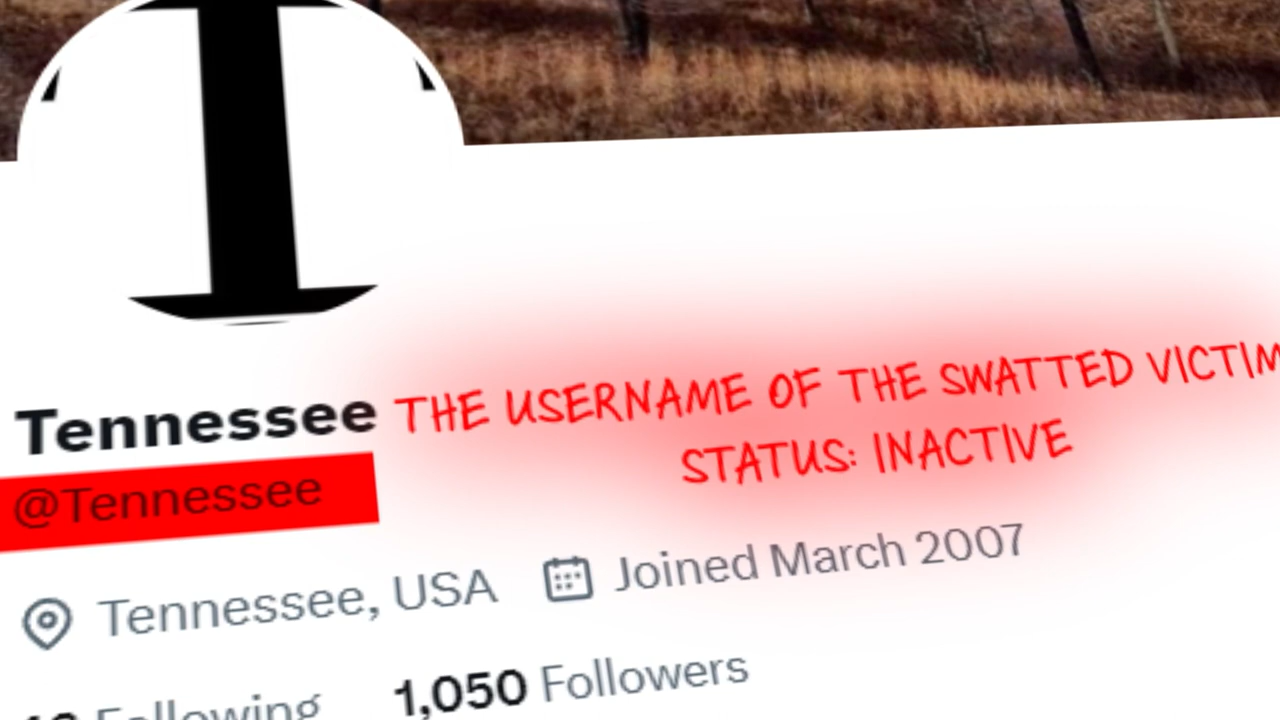 T
Tennessee
THE USERNAME OF THE SWATTED VICTIM
STATUS: INACTIVE
@Tennessee
Tennessee, USA Joined March 2007
Following 1,050 Followers